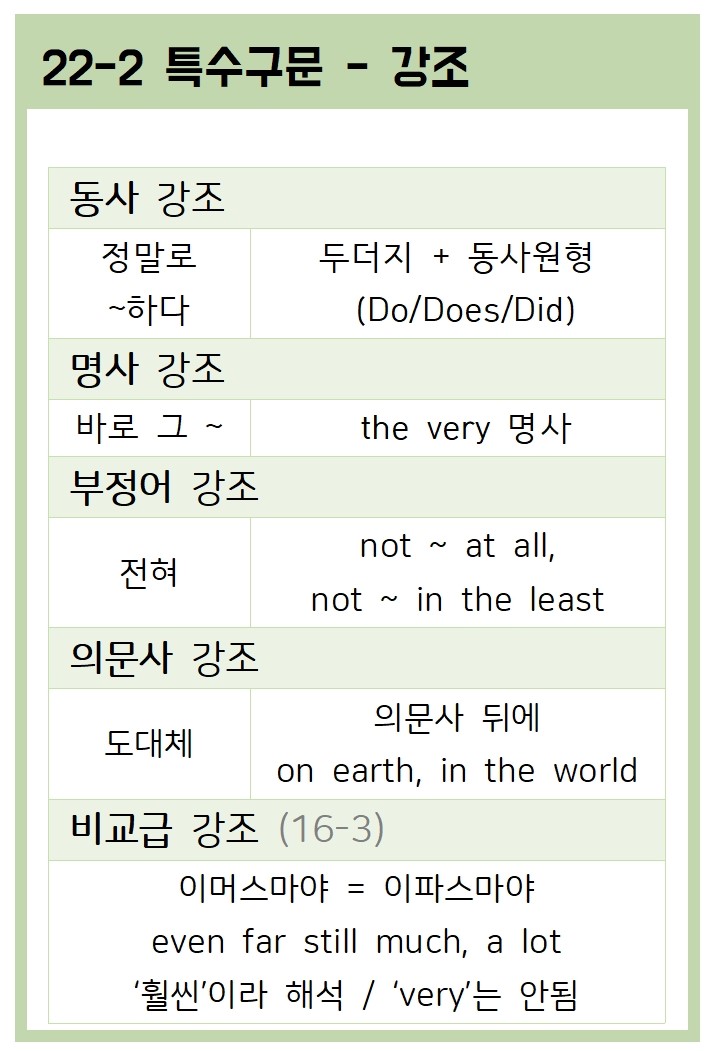 22-2 특수구문 - 강조
동사 강조
정말로
~하다
두더지 + 동사원형
(Do/Does/Did)
명사 강조
바로 그 ~
the very 명사
부정어 강조
전혀
not ~ at all,
not ~ in the least
의문사 강조
도대체
의문사 뒤에
on earth, in the world
비교급 강조 (16-3)
이머스마야 = 이파스마야
even far still much, a lot
‘훨씬’이라 해석 / ‘very’는 안됨